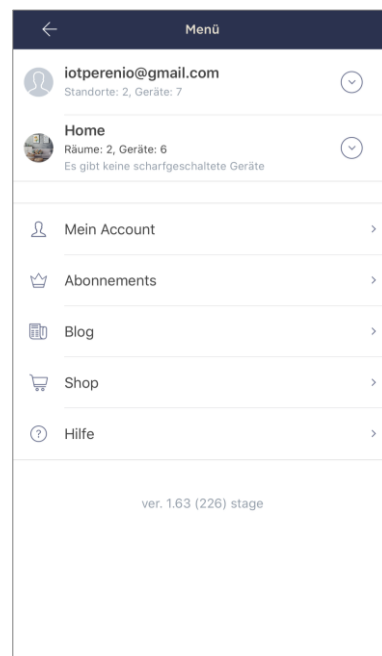 Menü
iotperenio@gmail.com
Standorte: 2, Geräte: 7
Home
Räume: 2, Geräte: 6
Es gibt keine scharfgeschaltete Geräte
Mein Account
Abonnements
Blog
Shop
? Hilfe
ver. 1.63 (226) stage